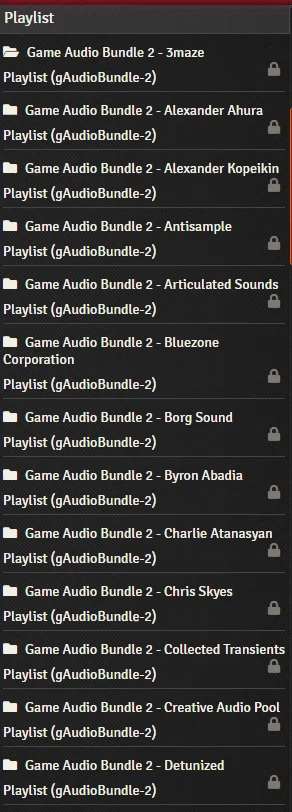 Playlist
Game Audio Bundle 2 - 3maze
Playlist (gAudioBundle-2)
Game Audio Bundle 2 - Alexander Ahura
Playlist (gAudioBundle-2)
Game Audio Bundle 2 - Alexander Kopeikin
Playlist (gAudioBundle-2)
Game Audio Bundle 2 - Antisample
Playlist (gAudioBundle-2)
Game Audio Bundle 2 - Articulated Sounds
Playlist (gAudioBundle-2)
Game Audio Bundle 2 - Bluezone
Corporation
Playlist (gAudioBundle-2)
Game Audio Bundle 2 - Borg Sound
Playlist (gAudioBundle-2)
Game Audio Bundle 2 - Byron Abadia
Playlist (gAudioBundle-2)
Game Audio Bundle 2 - Charlie Atanasyan
Playlist (gAudioBundle-2)
Game Audio Bundle 2 - Chris Skyes
Playlist (gAudioBundle-2)
Game Audio Bundle 2 - Collected Transients
Playlist (gAudioBundle-2)
Game Audio Bundle 2 - Creative Audio Pool
Playlist (gAudioBundle-2)
Game Audio Bundle 2 - Detunized
Playlist (gAudioBundle-2)